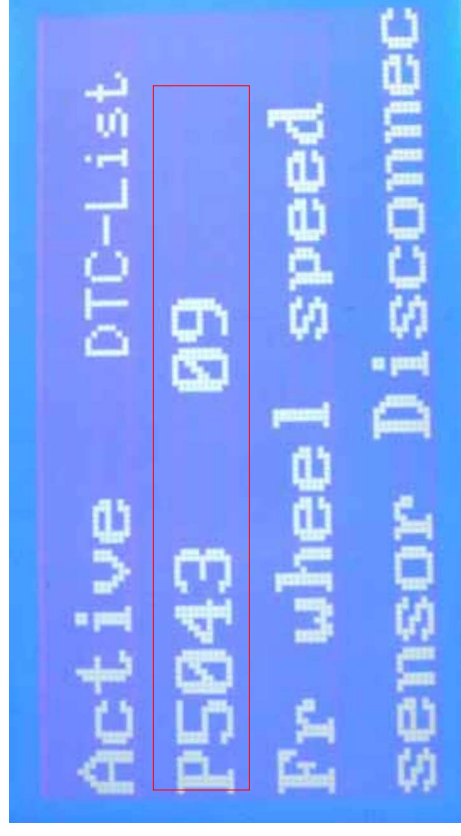 Active DTC-List
P5043 09
Fr wheel speed
sensor Disconnec